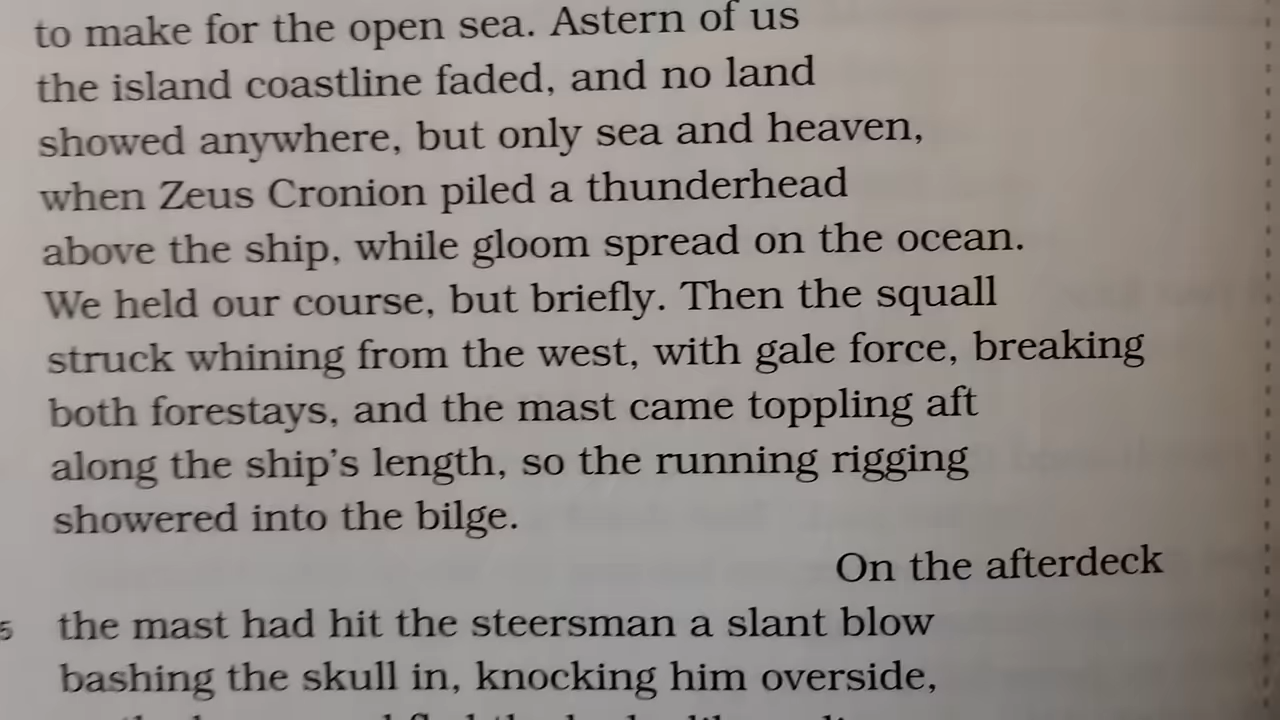 to make for the open sea. Astern of us
the island coastline faded, and no land
showed anywhere, but only sea and heaven,
when Zeus Cronion piled a thunderhead
above the ship, while gloom spread on the ocean.
We held our course, but briefly. Then the squall
struck whining from the west, with gale force, breaking
both forestays, and the mast came toppling aft
along the ship's length, so the running rigging
showered into the bilge.
On the afterdeck
5 the mast had hit the steersman a slant blow
bashing the skull in, knocking him overside,